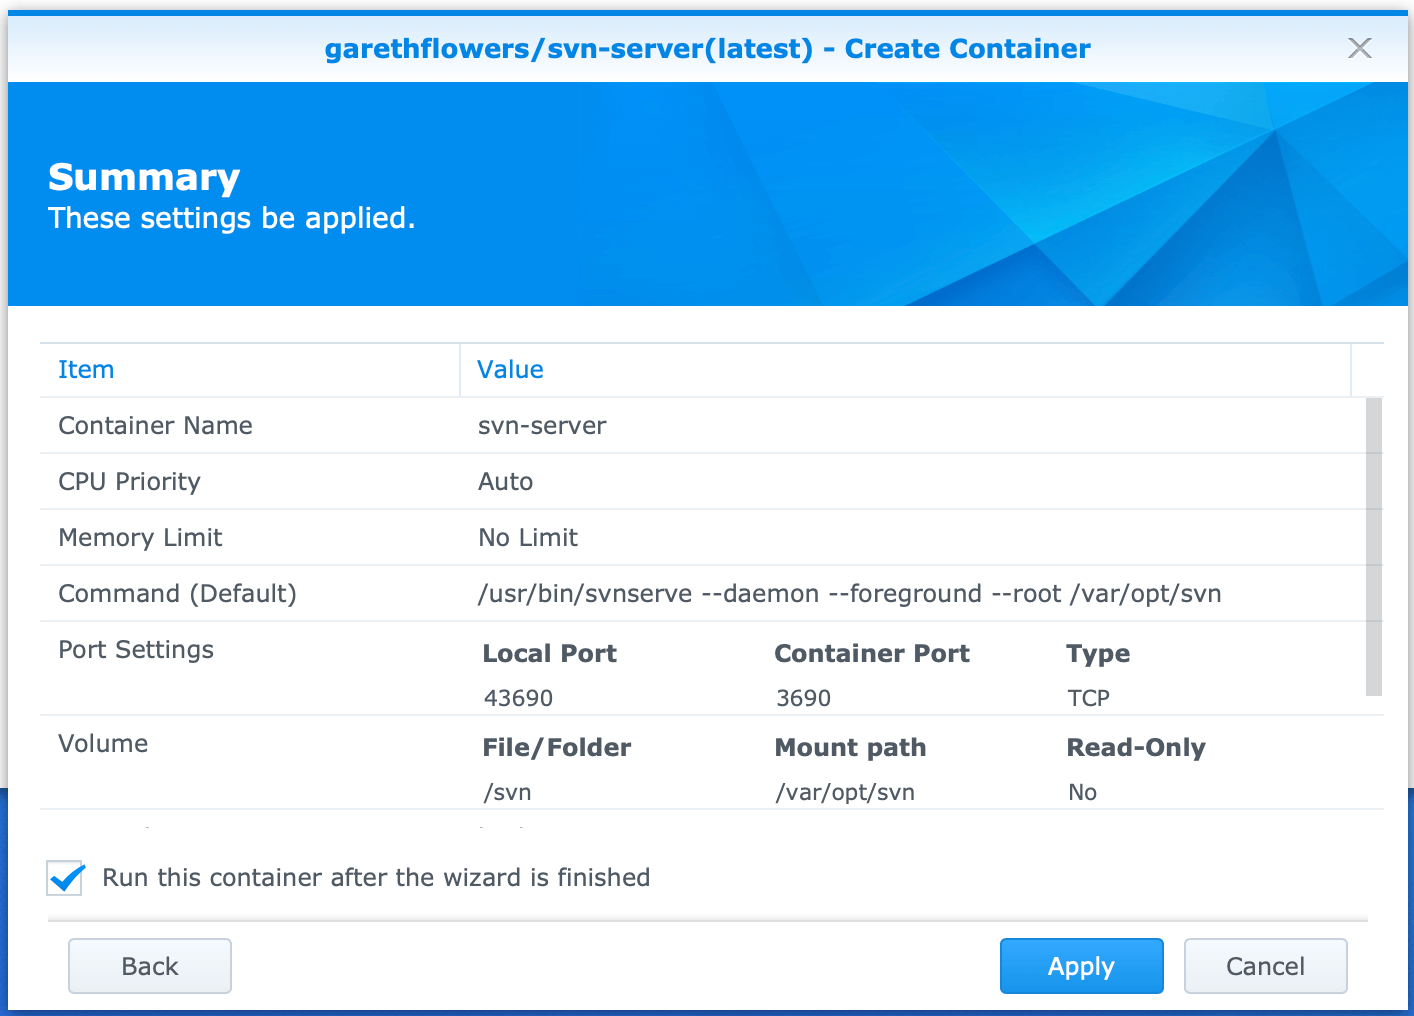 garethflowers/svn-server(latest) - Create Container
Summary
These settings be applied.
Item Value
Container Name svn-server
CPU Priority Auto
Memory Limit No Limit
Command (Default) /usr/bin/svnserve --daemon --foreground --root /var/opt/svn
Port Settings Local Port Container Port Type
43690 3690 TCP
Volume File/Folder Mount path Read-Only
/svn /var/opt/svn No
Run this container after the wizard is finished
Back Apply Cancel